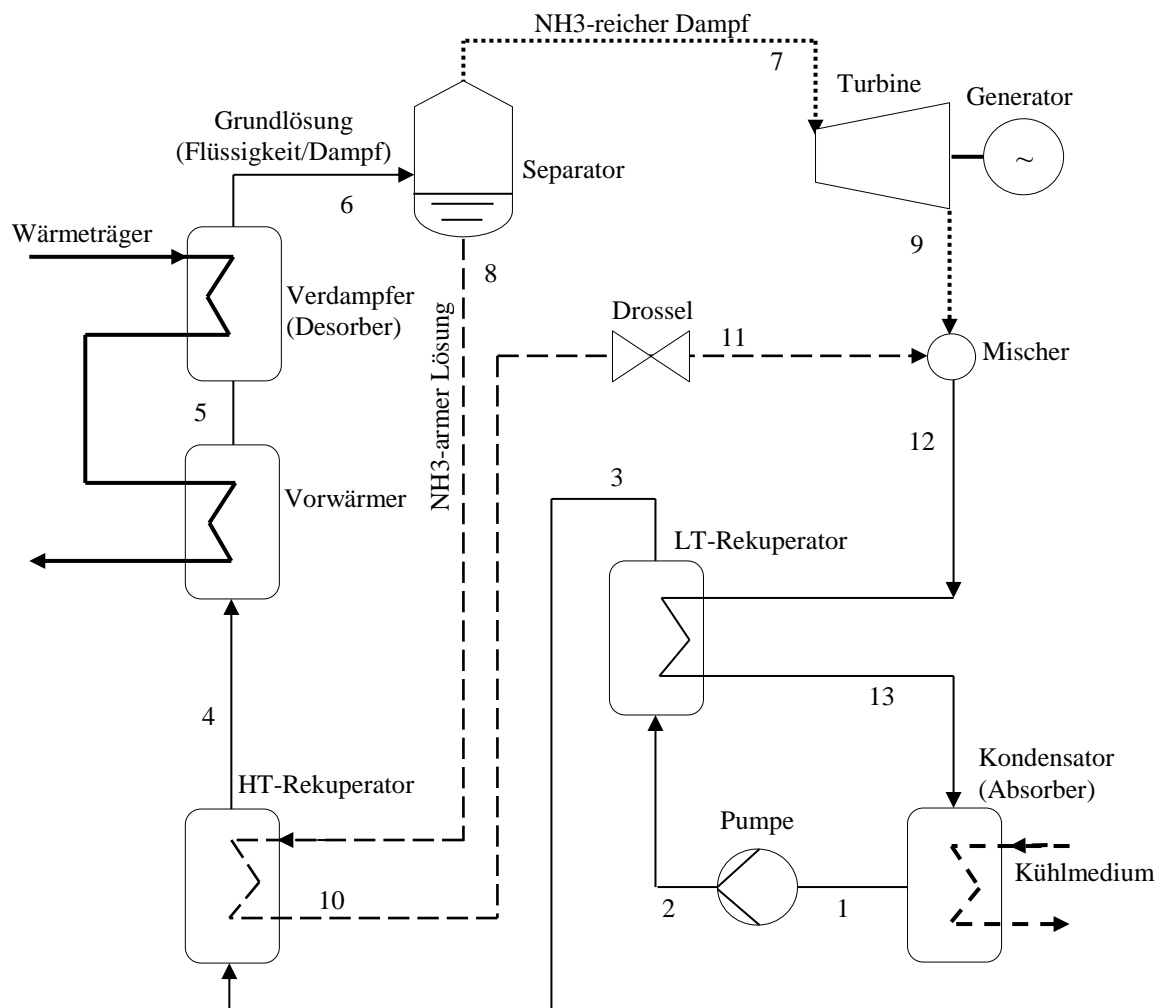 NH3-reicher Dampf
7
Turbine
Generator
~
Grundlösung
(Flüssigkeit/Dampf)
6
Separator
Wärmeträger
8
9
Verdampfer
(Desorber)
NH3-armer Lösung
Drossel
11
Mischer
5
12
Vorwärmer
3
LT-Rekuperator
4
13
HT-Rekuperator
Kondensator
(Absorber)
Pumpe
Kühlmedium
10
2
1